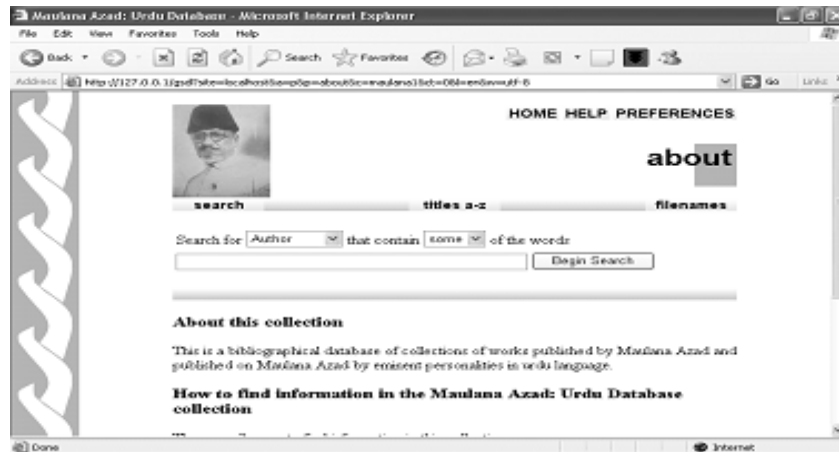 Maulana Azad: Urdu Database - Microsoft Internet Explorer
File Edit View Favorites Tools Help
Back Search Favorites
Address Go Links
HOME HELP PREFERENCES
about
search titles a-z filenames
Search for Author that contain some of the words
Begin Search
About this collection
This is a bibliographical database of collections of works published by Maulana Azad and
published on Maulana Azad by eminent personalities in urdu language.
How to find information in the Maulana Azad: Urdu Database
collection
Done Internet